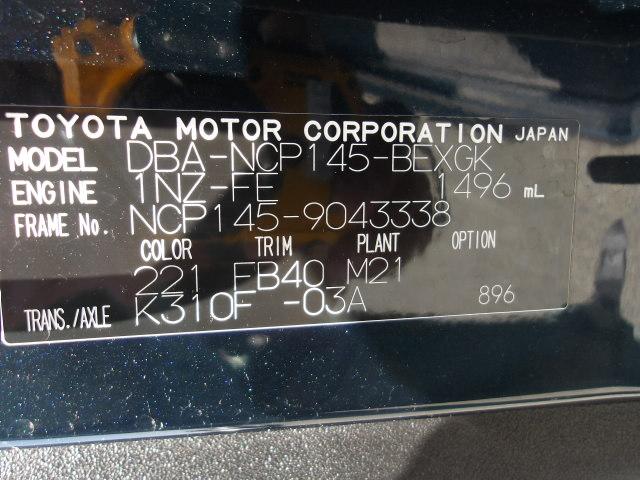 TOYOTA MOTOR CORPORATION JAPAN
MODEL DBA-NCP145-BEXGK
ENGINE 1NZ-FE 1496 mL
FRAME No. NCP145-9043338
COLOR TRIM PLANT OPTION
221 EB40 M21
TRANS./AXLE K310F -03A 896